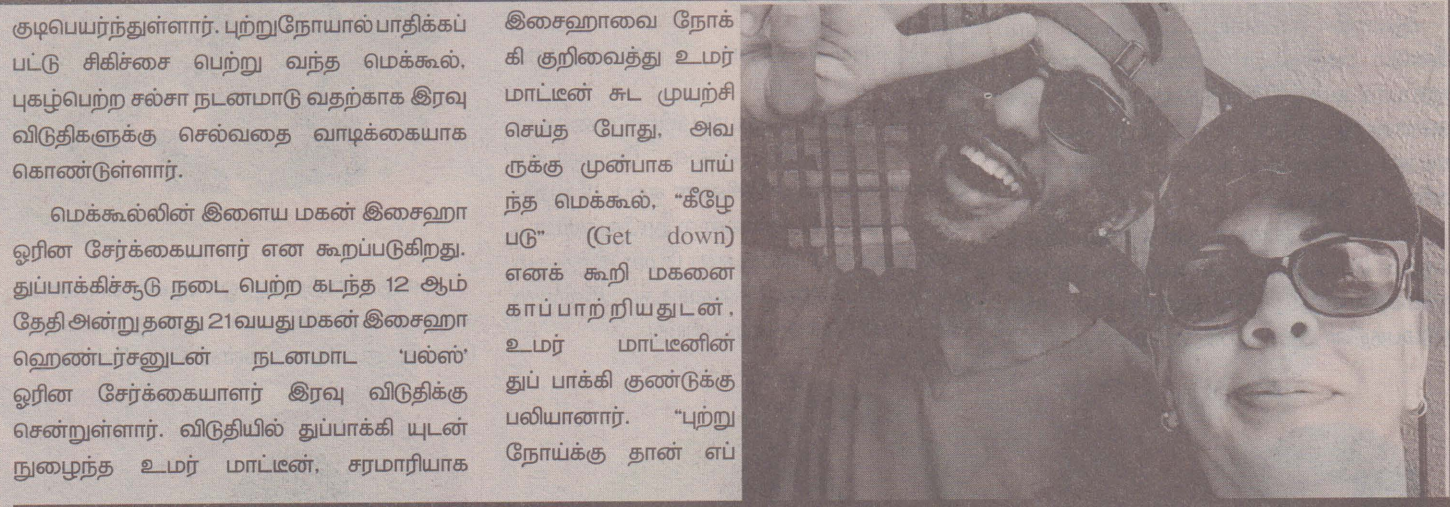 குடிபெயர்ந்துள்ளார். புற்றுநோயால் பாதிக்கப்
பட்டு சிகிச்சை பெற்று வந்த மெக்கூல்,
புகழ்பெற்ற சல்சா நடனமாடு வதற்காக இரவு
விடுதிகளுக்கு செல்வதை வாடிக்கையாக
கொண்டுள்ளார்.
மெக்கூல்லின் இளைய மகன் இசைஹா
ஓரின சேர்க்கையாளர் என கூறப்படுகிறது.
துப்பாக்கிச்சூடு நடை பெற்ற கடந்த 12 ஆம்
தேதி அன்று தனது 21 வயது மகன் இசைஹா
ஹெண்டர்சனுடன் நடனமாட ‘பல்ஸ்’
ஓரின சேர்க்கையாளர் இரவு விடுதிக்கு
சென்றுள்ளார். விடுதியில் துப்பாக்கி யுடன்
நுழைந்த உமர் மாட்டீன், சரமாரியாக
இசைஹாவை நோக்
கி குறிவைத்து உமர்
மாட்டீன் சுட முயற்சி
செய்த போது, அவ
ருக்கு முன்பாக பாய்
ந்த மெக்கூல், “கீழே
படு” (Get down)
எனக் கூறி மகனை
காப்பாற்றியதுடன்,
உமர் மாட்டீனின்
துப் பாக்கி குண்டுக்கு
பலியானார். “புற்று
நோய்க்கு தான் எப்